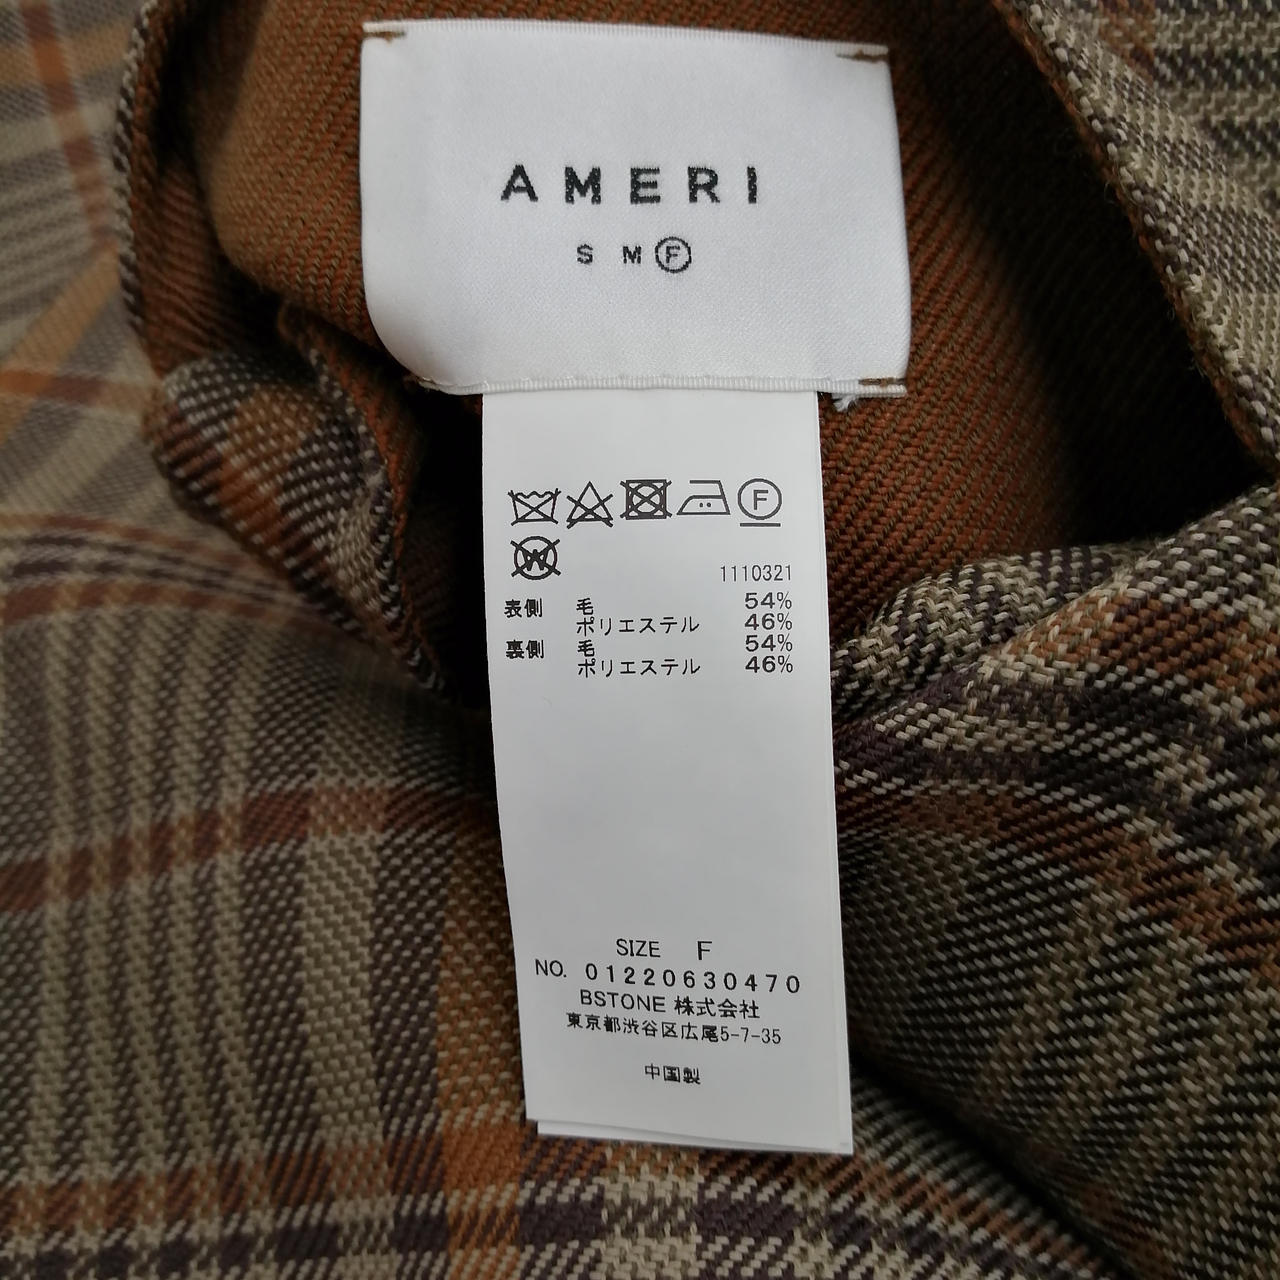 AMERI
S M F
F
W
1110321
表側 毛 54%
ポリエステル 46%
裏側 毛 54%
ポリエステル 46%
SIZE F
NO. 01220630470
BSTONE 株式会社
東京都渋谷区広尾5-7-35
中国製